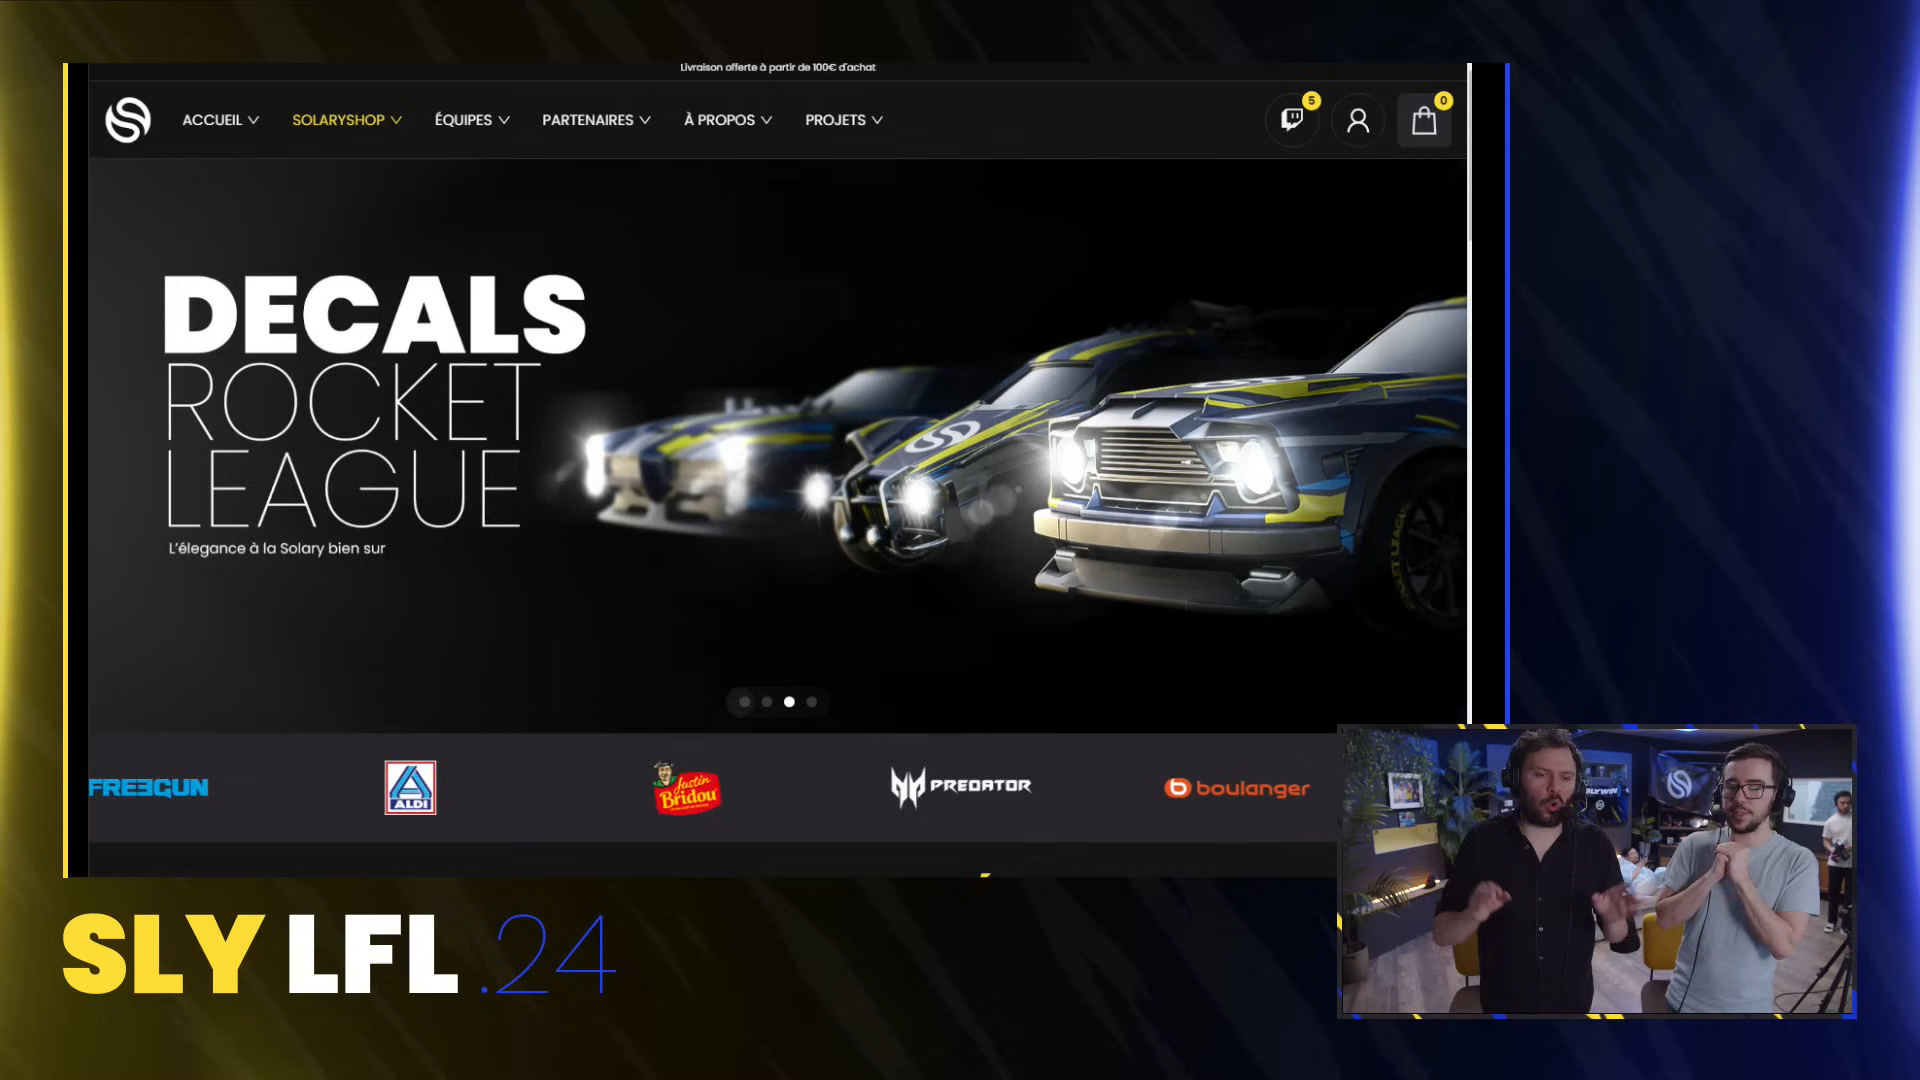 Livraison offerte à partir de 100€ d'achat
ACCUEIL
SOLARYSHOP
ÉQUIPES
PARTENAIRES
À PROPOS
PROJETS
5
0
DECALS
ROCKET
LEAGUE
L'élegance à la Solary bien sur
FREEGUN
ALDI
Justin
Bridou
PREDATOR
boulanger
SLYWIN
SLY LFL .24